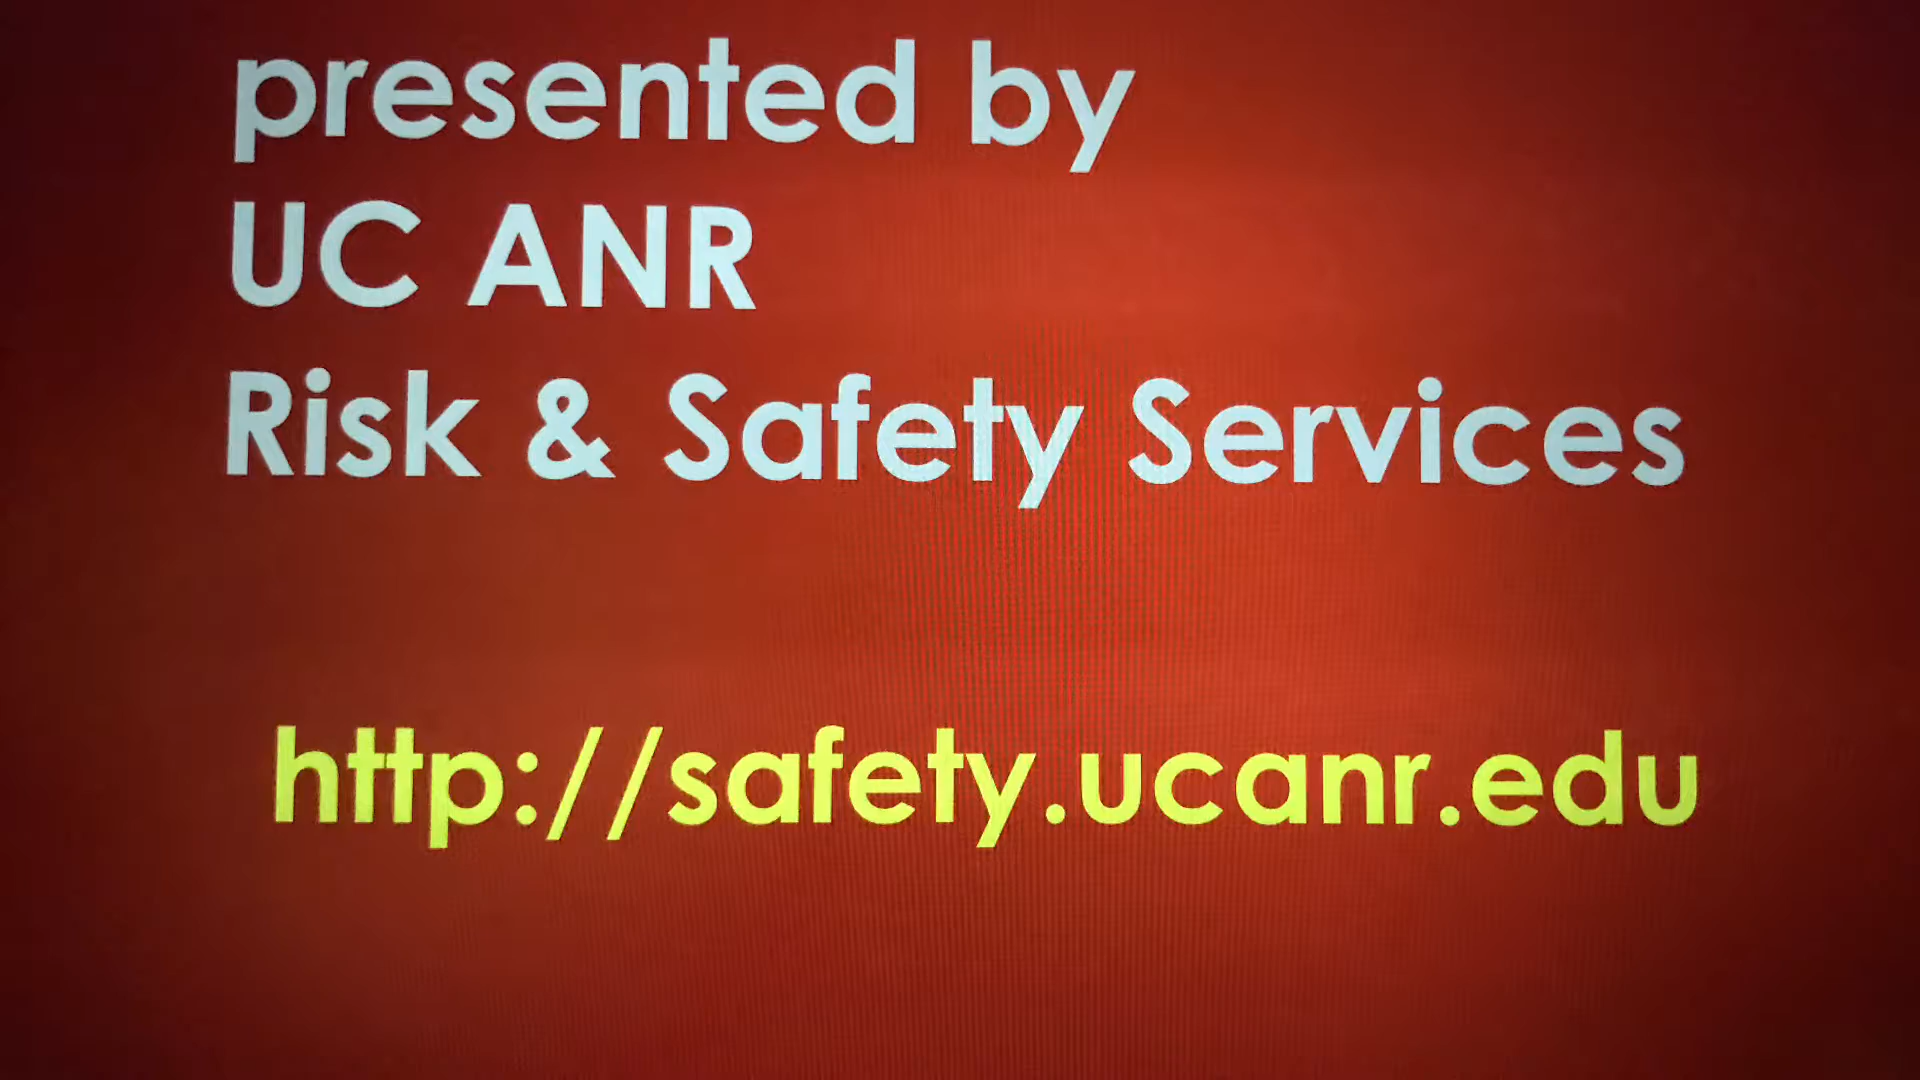 presented by
UC ANR
Risk & Safety Services
http://safety.ucanr.edu